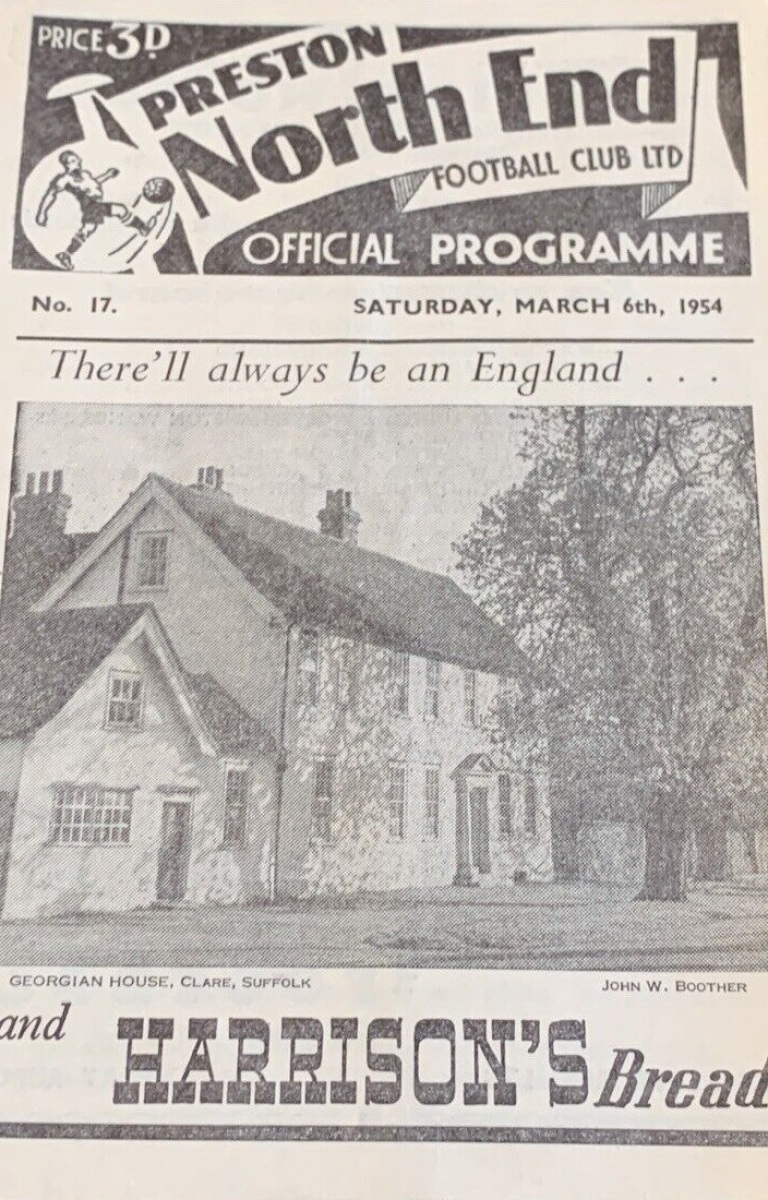 PRICE 3D
PRESTON
North End
FOOTBALL CLUB LTD
OFFICIAL PROGRAMME
No. 17. SATURDAY, MARCH 6th, 1954
There'll always be an England . . .
GEORGIAN HOUSE, CLARE, SUFFOLK JOHN W. BOOTHER
and HARRISON'S Bread